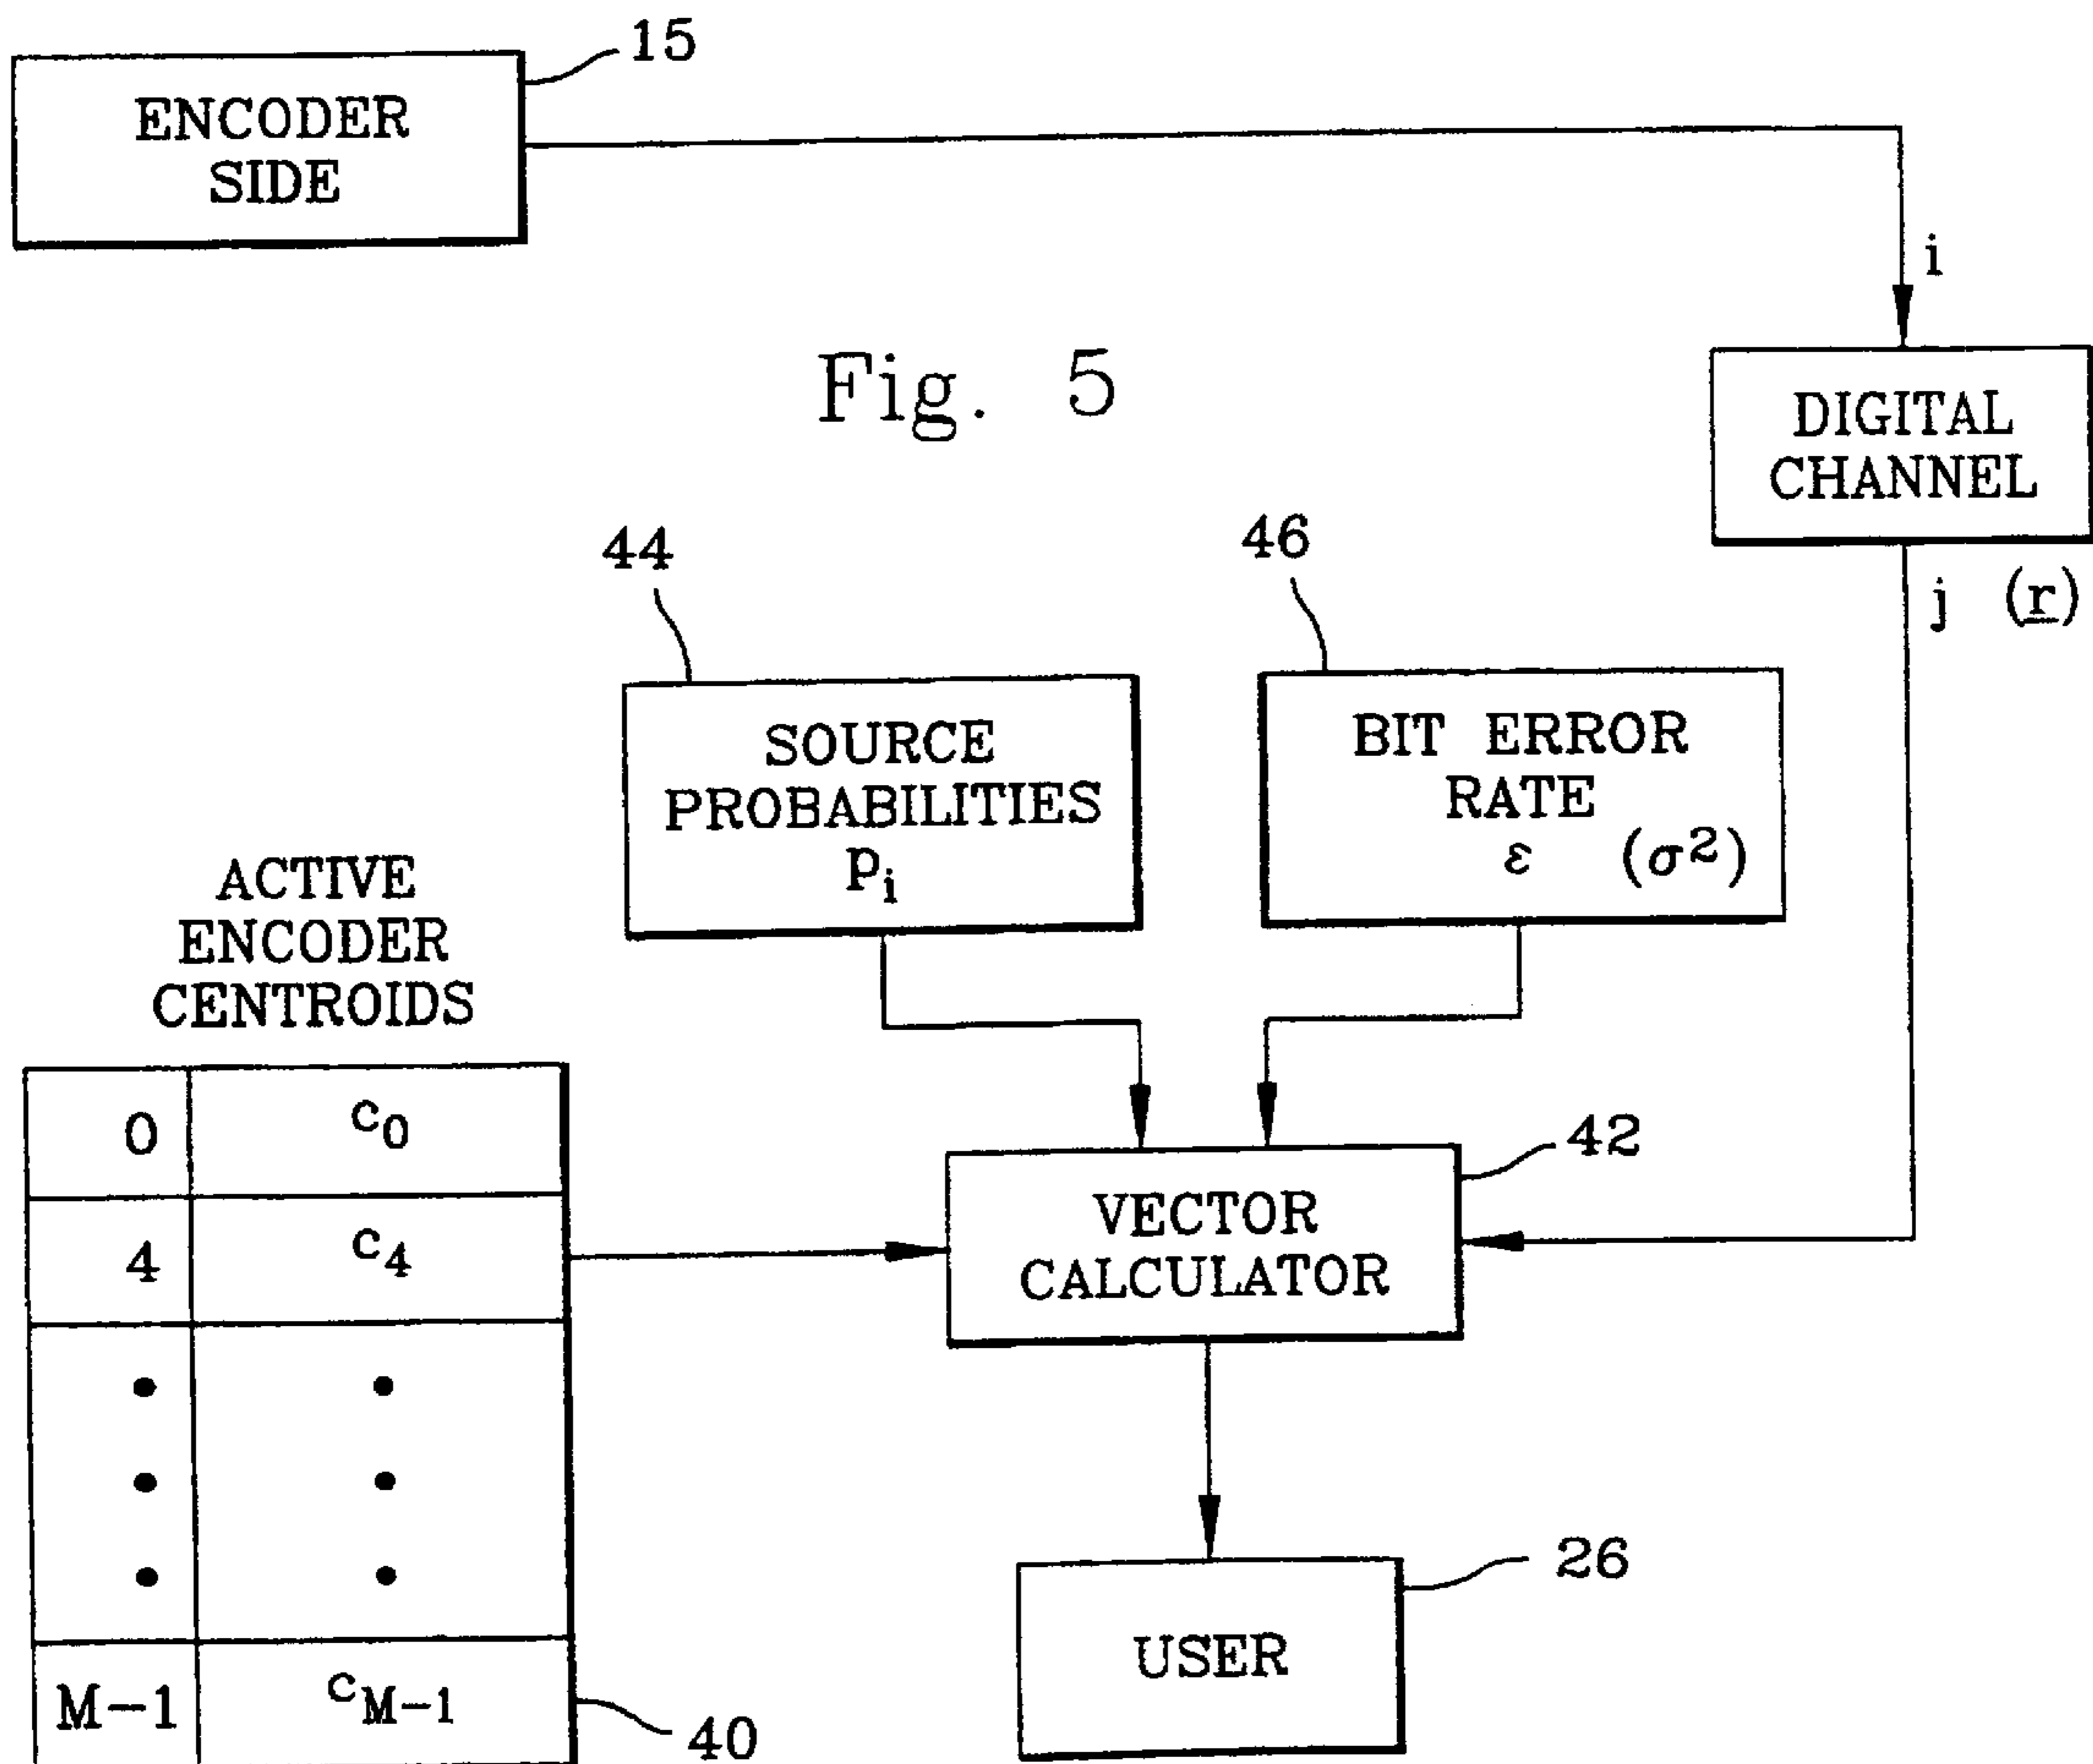 15
ENCODER
SIDE
i
Fig. 5
DIGITAL
CHANNEL
j (r)
44
46
SOURCE
PROBABILITIES
pᵢ
BIT ERROR
RATE
ε (σ²)
ACTIVE
ENCODER
CENTROIDS
0 c₀
4 c₄
M-1 c_M-1
40
42
VECTOR
CALCULATOR
26
USER